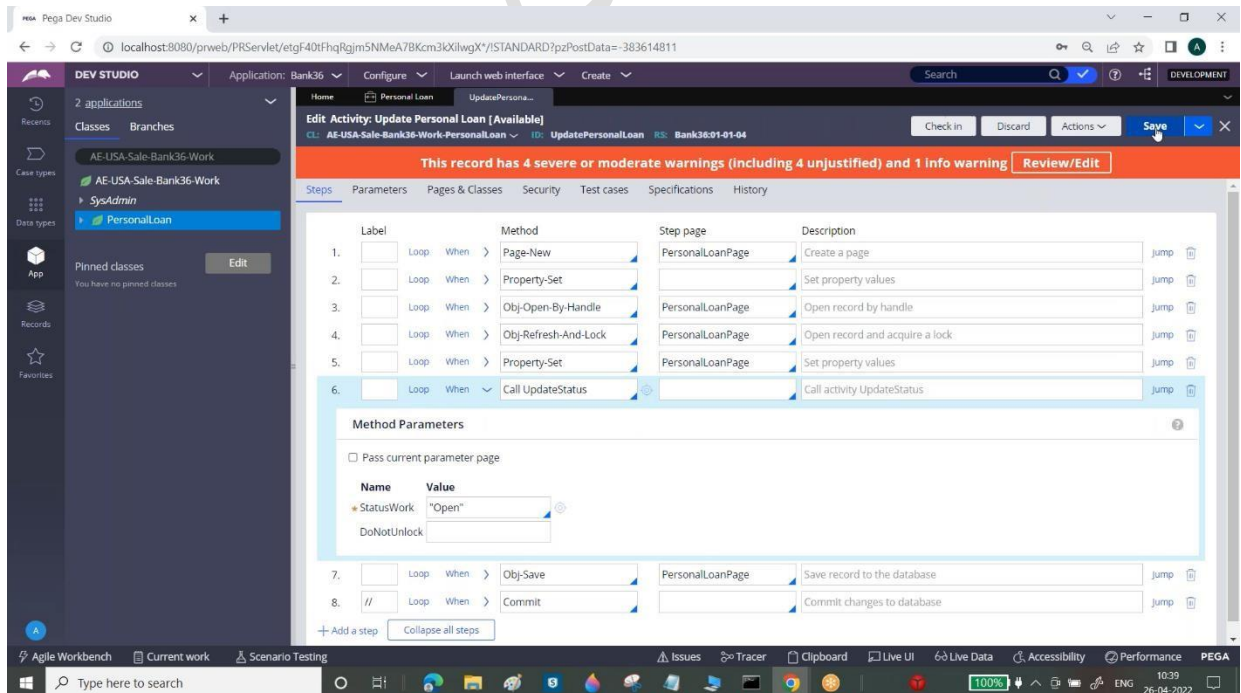 PEGA Pega Dev Studio
localhost:8080/prweb/PRServlet/etgF40tFhqRgjm5NMeA7BKcm3kXilwgX*/!STANDARD?pzPostData=-383614811
A
DEV STUDIO Application: Bank36 Configure Launch web interface Create Search DEVELOPMENT
Recents
Case types
Data types
App
Records
Favorites
2 applications
Classes Branches
AE-USA-Sale-Bank36-Work
AE-USA-Sale-Bank36-Work
SysAdmin
PersonalLoan
Pinned classes Edit
You have no pinned classes
Home Personal Loan UpdatePersona...
Edit Activity: Update Personal Loan [Available]
CL: AE-USA-Sale-Bank36-Work-PersonalLoan ID: UpdatePersonalLoan RS: Bank36:01-01-04
Check in Discard Actions Save
This record has 4 severe or moderate warnings (including 4 unjustified) and 1 info warning Review/Edit
Steps Parameters Pages & Classes Security Test cases Specifications History
Label Method Step page Description
1. Loop When Page-New PersonalLoanPage Create a page Jump
2. Loop When Property-Set Set property values Jump
3. Loop When Obj-Open-By-Handle PersonalLoanPage Open record by handle Jump
4. Loop When Obj-Refresh-And-Lock PersonalLoanPage Open record and acquire a lock Jump
5. Loop When Property-Set PersonalLoanPage Set property values Jump
6. Loop When Call UpdateStatus Call activity UpdateStatus Jump
Method Parameters
Pass current parameter page
Name Value
StatusWork "Open"
DoNotUnlock
7. Loop When Obj-Save PersonalLoanPage Save record to the database Jump
8. // Loop When Commit Commit changes to database Jump
+ Add a step Collapse all steps
A
Agile Workbench Current work Scenario Testing Issues Tracer Clipboard Live UI Live Data Accessibility Performance PEGA
Type here to search 100% ENG 10:39
26-04-2022